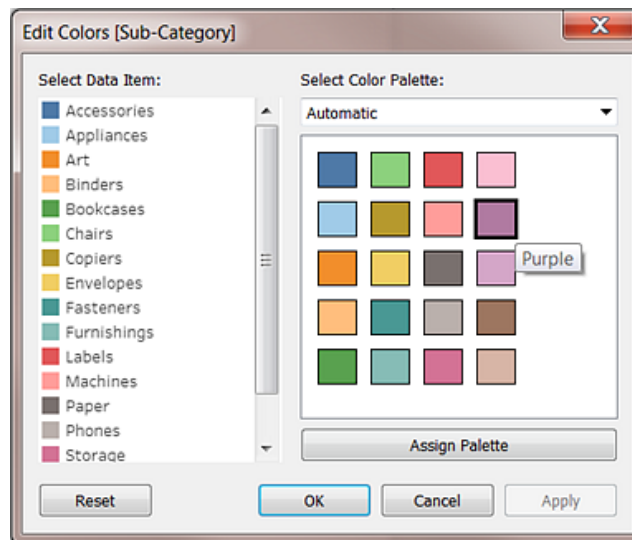 Edit Colors [Sub-Category]
Select Data Item:
Accessories
Appliances
Art
Binders
Bookcases
Chairs
Copiers
Envelopes
Fasteners
Furnishings
Labels
Machines
Paper
Phones
Storage
Select Color Palette:
Automatic
Purple
Assign Palette
Reset
OK
Cancel
Apply